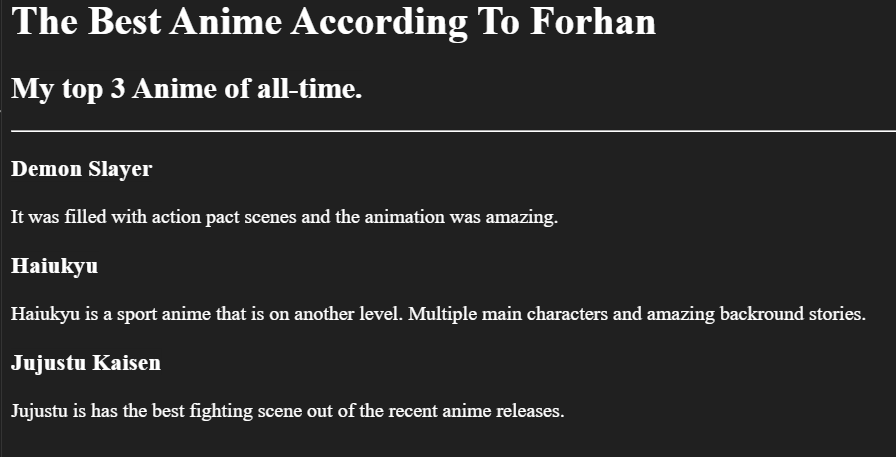 The Best Anime According To Forhan
My top 3 Anime of all-time.
Demon Slayer
It was filled with action pact scenes and the animation was amazing.
Haiukyu
Haiukyu is a sport anime that is on another level. Multiple main characters and amazing backround stories.
Jujustu Kaisen
Jujustu is has the best fighting scene out of the recent anime releases.